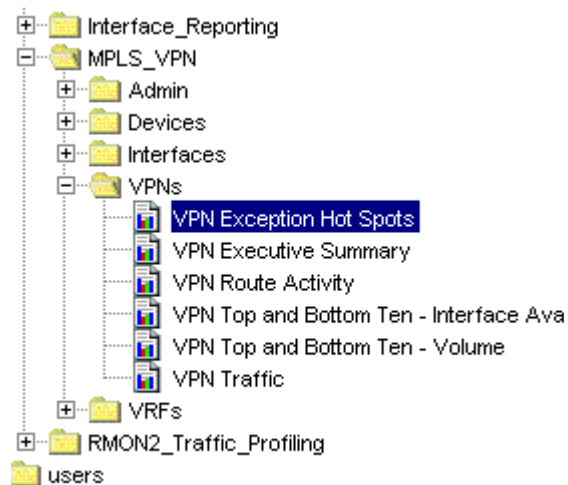 Interface_Reporting
MPLS_VPN
Admin
Devices
Interfaces
VPNs
VPN Exception Hot Spots
VPN Executive Summary
VPN Route Activity
VPN Top and Bottom Ten - Interface Ava
VPN Top and Bottom Ten - Volume
VPN Traffic
VRFs
RMON2_Traffic_Profiling
users